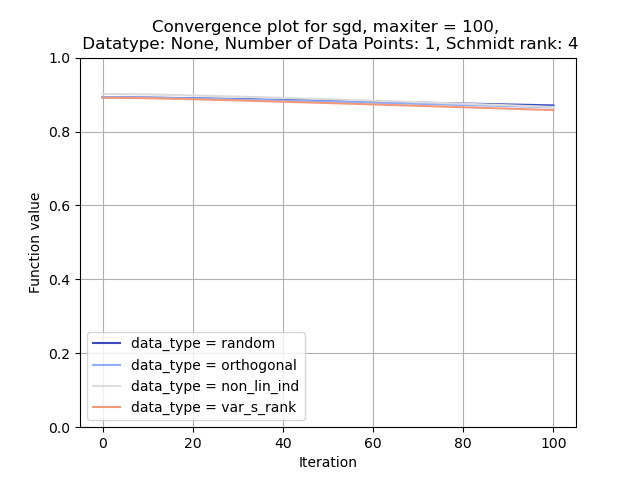 Convergence plot for sgd, maxiter = 100,
Datatype: None, Number of Data Points: 1, Schmidt rank: 4
Function value
1.0
0.8
0.6
0.4
0.2
0.0
data_type = random
data_type = orthogonal
data_type = non_lin_ind
data_type = var_s_rank
0 20 40 60 80 100
Iteration